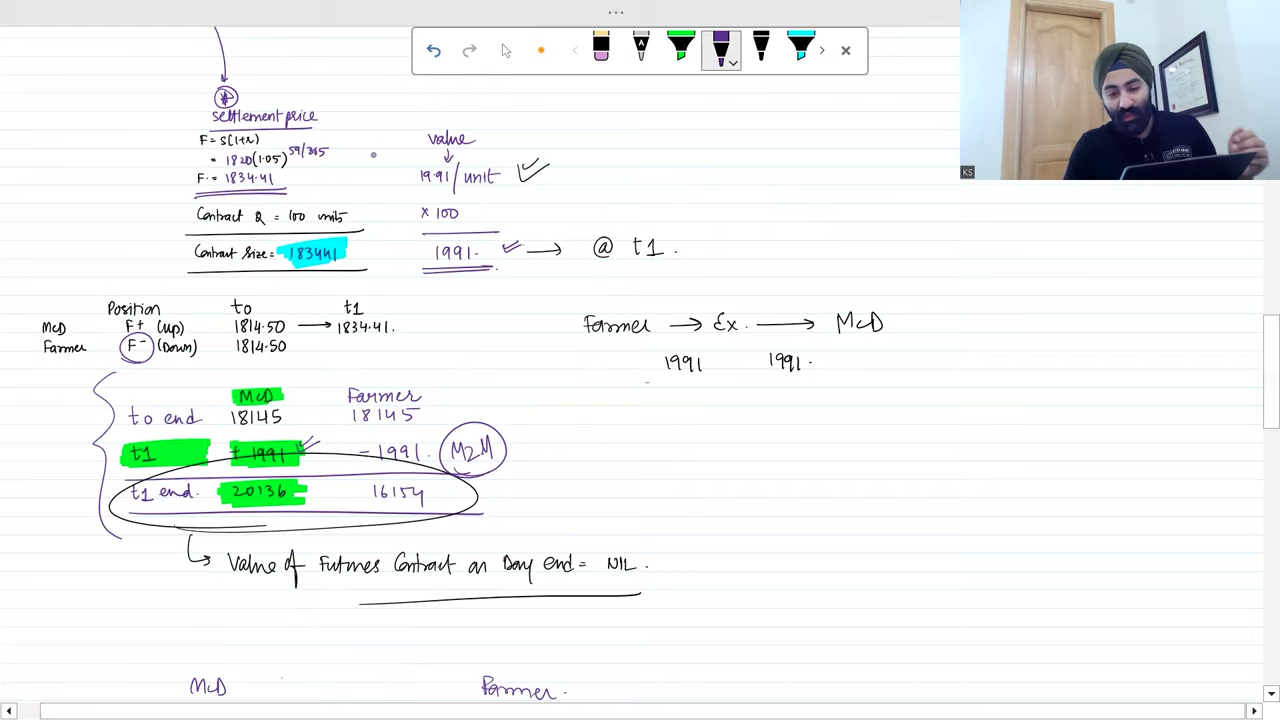 settlement price
F = S(1+r)
= 1820(1.05)^59/365
F = 1834.41
Contract Q = 100 units
Contract Size = 183441
value
19.91/unit
x 100
1991.
@ t1.
Position t0 t1
McD F+ (Up) 1814.50 → 1834.41.
Farmer F- (Down) 1814.50
Farmer → Ex. → McD
1991 1991.
McD Farmer
to end 18145 18145
t1 + 1991 - 1991. M2M
t1 end. 20136 16154
Value of Futures Contract on Day end = NIL.
McD Farmer.
KS